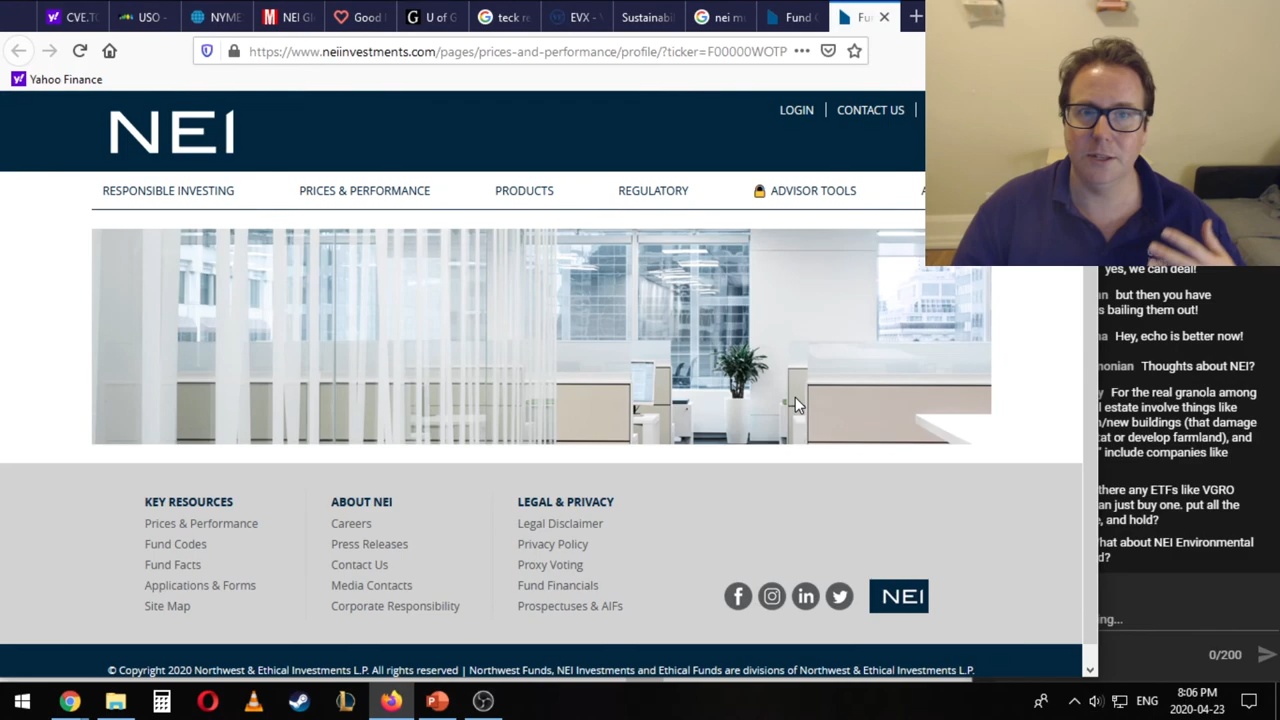 CVE.T
USO -
NYME
NEI Gl
Good
U of G
teck re
EVX -
Sustainabil
nei m
Fund
Fu
https://www.neiinvestments.com/pages/prices-and-performance/profile/?ticker=F00000WOTP
Yahoo Finance
NEI
LOGIN
CONTACT US
RESPONSIBLE INVESTING
PRICES & PERFORMANCE
PRODUCTS
REGULATORY
ADVISOR TOOLS
yes, we can deal!
but then you have
bailing them out!
Hey, echo is better now!
monian Thoughts about NEI?
For the real granola among
estate involve things like
/new buildings (that damage
or develop farmland), and
include companies like
there any ETFs like VGRO
just buy one. put all the
and hold?
about NEI Environmental
KEY RESOURCES
Prices & Performance
Fund Codes
Fund Facts
Applications & Forms
Site Map
ABOUT NEI
Careers
Press Releases
Contact Us
Media Contacts
Corporate Responsibility
LEGAL & PRIVACY
Legal Disclaimer
Privacy Policy
Proxy Voting
Fund Financials
Prospectuses & AIFs
NEI
0/200
© Copyright 2020 Northwest & Ethical Investments L.P. All rights reserved | Northwest Funds, NEI Investments and Ethical Funds are divisions of Northwest & Ethical Investments L.P.
ENG
8:06 PM
2020-04-23